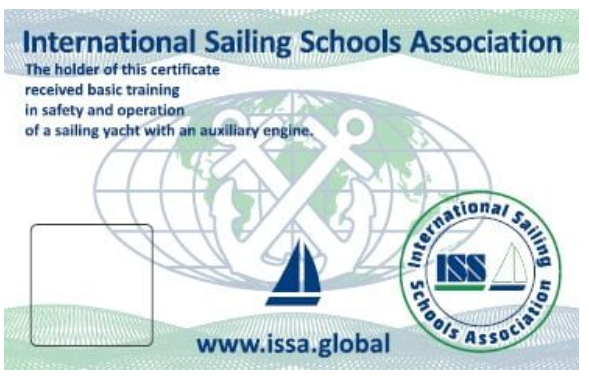 International Sailing Schools Association
The holder of this certificate
received basic training
in safety and operation
of a sailing yacht with an auxiliary engine.
International Sailing
ISS
Schools Association
www.issa.global